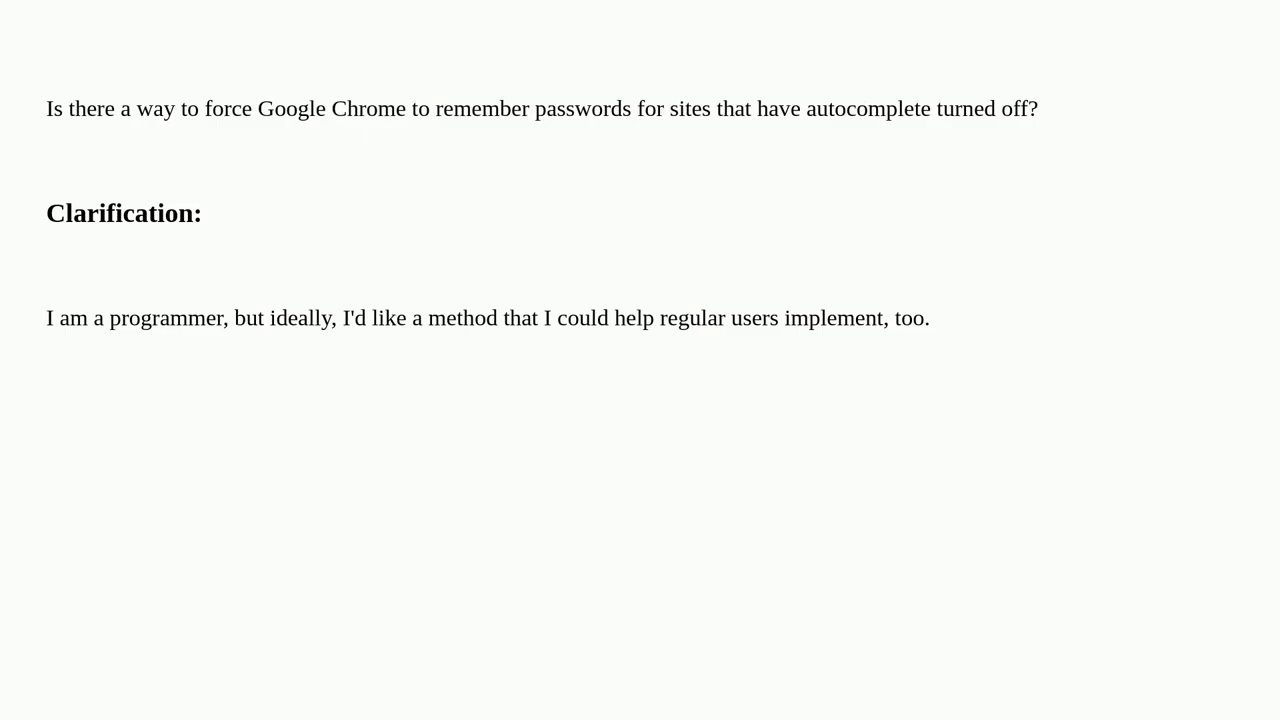 Is there a way to force Google Chrome to remember passwords for sites that have autocomplete turned off?
Clarification:
I am a programmer, but ideally, I'd like a method that I could help regular users implement, too.